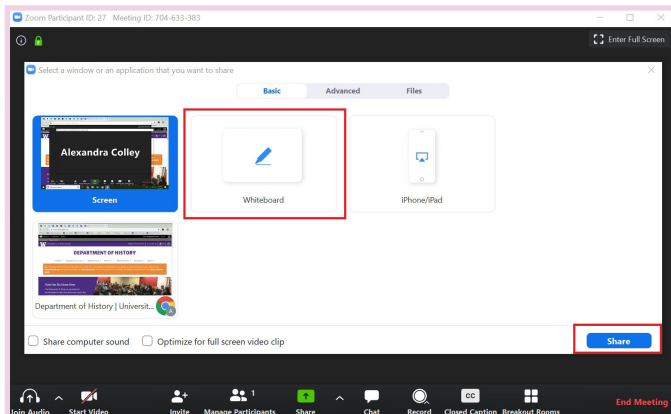 Zoom Participant ID: 27 Meeting ID: 704-633-383
Enter Full Screen
Select a window or an application that you want to share
Basic Advanced Files
Alexandra Colley
Screen
Whiteboard
iPhone/iPad
W
DEPARTMENT OF HISTORY
Department of History | Universit...
Share computer sound Optimize for full screen video clip
Share
1
CC
Join Audio Start Video Invite Manage Participants Share Chat Record Closed Caption Breakout Rooms
End Meeting